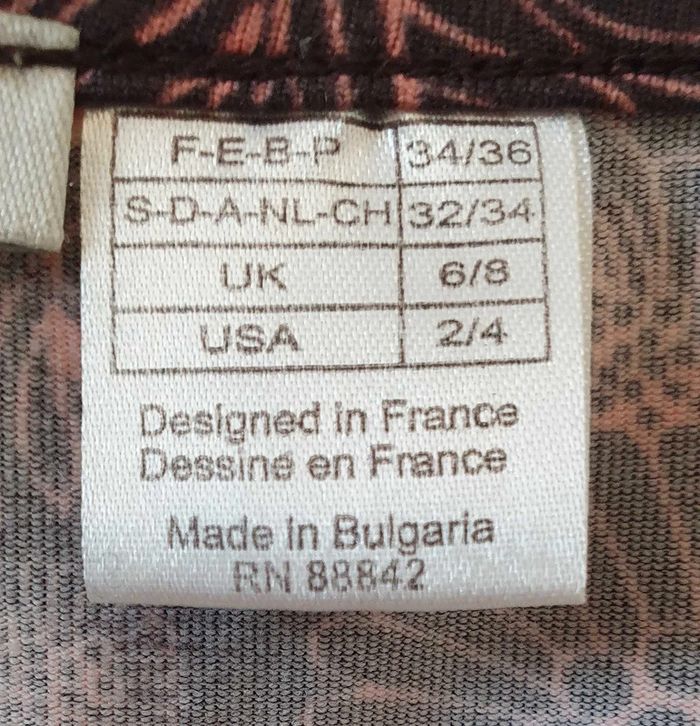 F-E-B-P 34/36
S-D-A-NL-CH 32/34
UK 6/8
USA 2/4
Designed in France
Dessiné en France
Made in Bulgaria
RN 88842